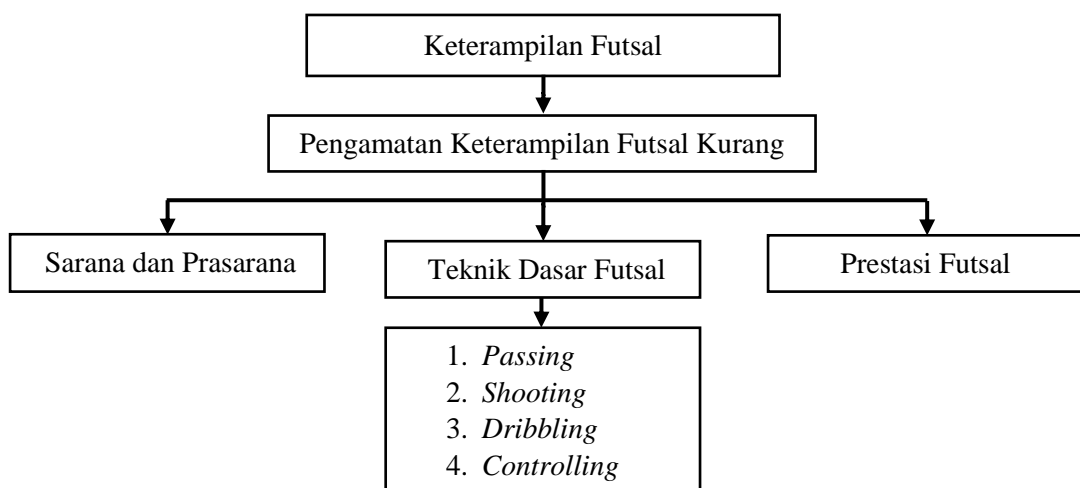 Keterampilan Futsal
Pengamatan Keterampilan Futsal Kurang
Sarana dan Prasarana
Teknik Dasar Futsal
Prestasi Futsal
1. Passing
2. Shooting
3. Dribbling
4. Controlling